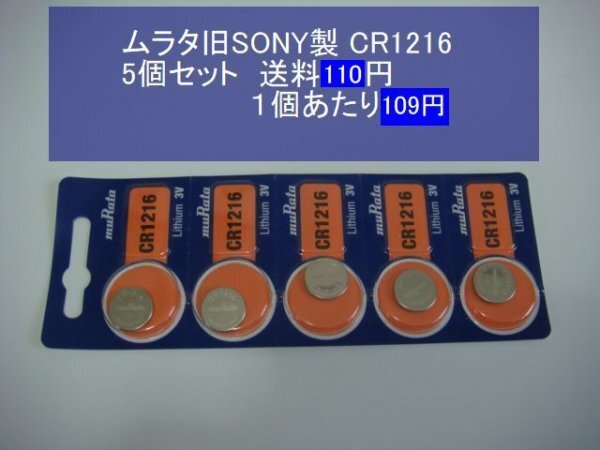 ムラタ旧SONY製 CR1216
5個セット 送料110円
1個あたり109円
muRata CR1216 Lithium 3V
muRata CR1216 Lithium 3V
muRata CR1216 Lithium 3V
muRata CR1216 Lithium 3V
muRata CR1216 Lithium 3V